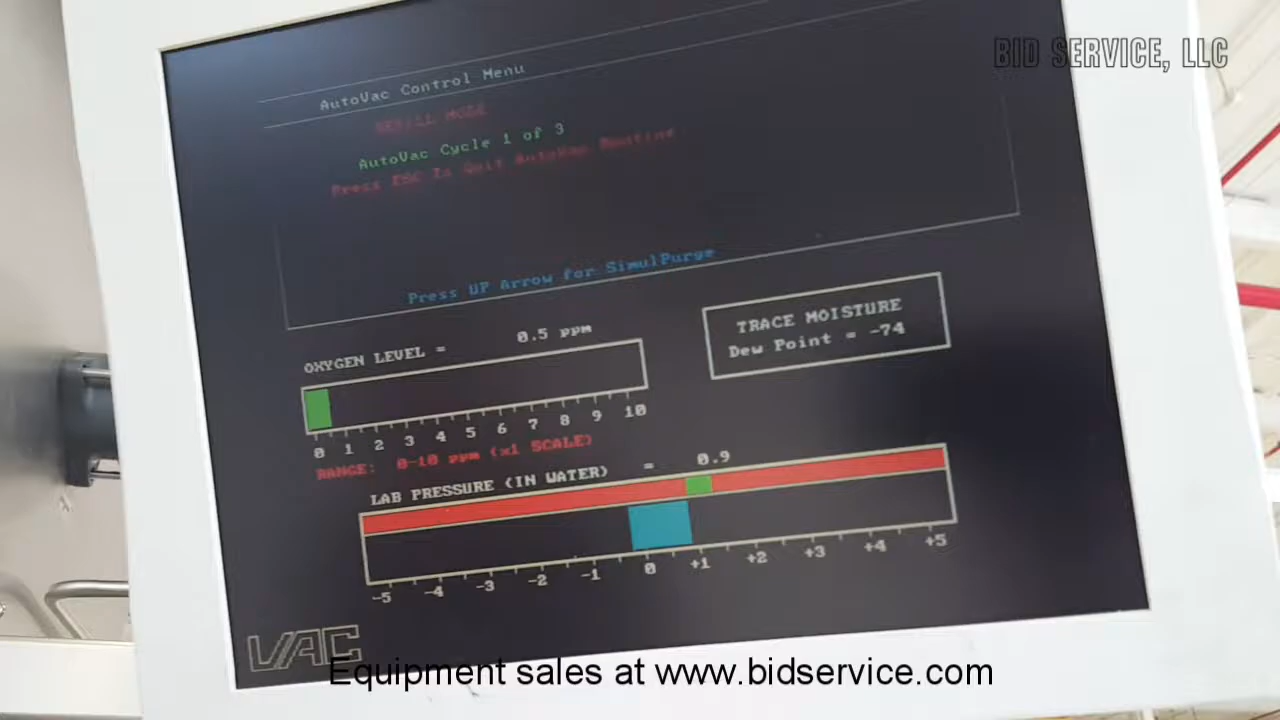 BID SERVICE, LLC
AutoVac Control Menu
REFILL MODE
AutoVac Cycle 1 of 3
Press ESC To Quit AutoVac Routine
Press UP Arrow for SimulPurge
OXYGEN LEVEL = 0.5 ppm
0 1 2 3 4 5 6 7 8 9 10
RANGE: 0-10 ppm (x1 SCALE)
TRACE MOISTURE
Dew Point = -74
LAB PRESSURE (IN WATER) = 0.9
-5 -4 -3 -2 -1 0 +1 +2 +3 +4 +5
VAC
Equipment sales at www.bidservice.com